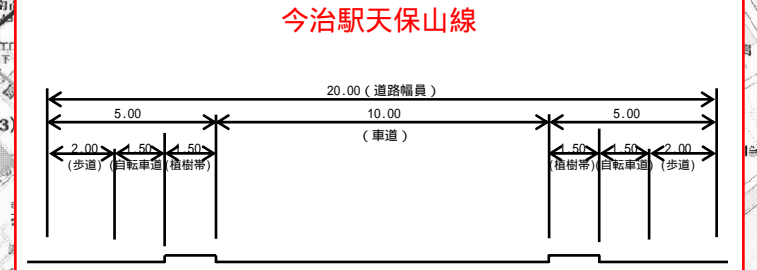 今治駅天保山線
20.00（道路幅員）
5.00 10.00 5.00
（車道）
2.00 1.50 1.50 1.50 1.50 2.00
(歩道) (自転車道) (植樹帯) (植樹帯) (自転車道) (歩道)
3)